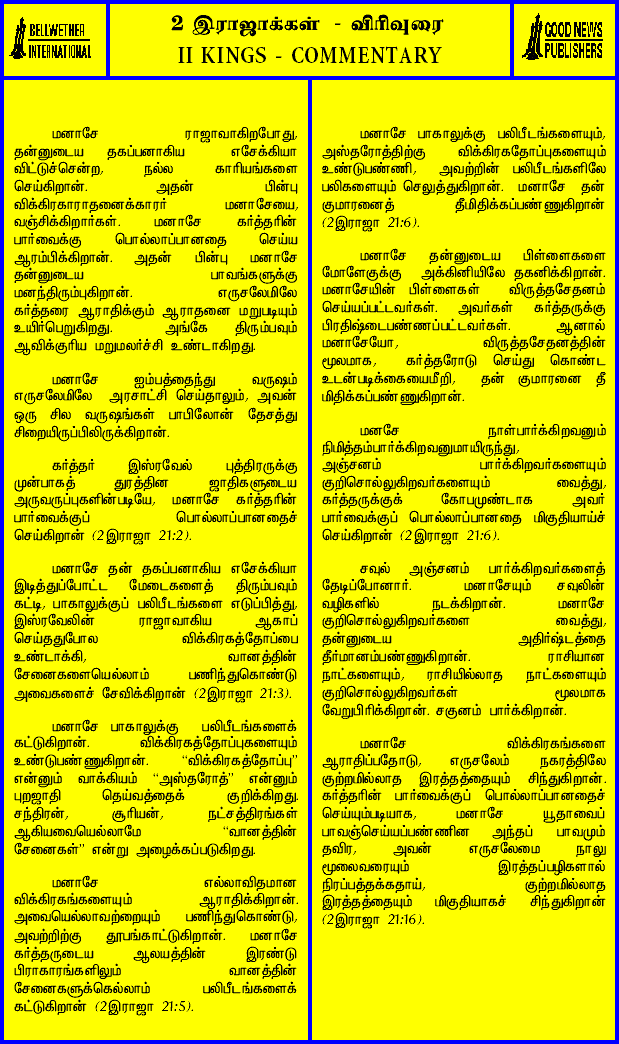 BELLWETHER
INTERNATIONAL
2 இராஜாக்கள் - விரிவுரை
II KINGS - COMMENTARY
GOOD NEWS
PUBLISHERS
மனாசே ராஜாவாகிறபோது,
தன்னுடைய தகப்பனாகிய எசேக்கியா
விட்டுச்சென்ற, நல்ல காரியங்களை
செய்கிறான். அதன் பின்பு
விக்கிரகாராதனைக்காரர் மனாசேயை,
வஞ்சிக்கிறார்கள். மனாசே கர்த்தரின்
பார்வைக்கு பொல்லாப்பானதை செய்ய
ஆரம்பிக்கிறான். அதன் பின்பு மனாசே
தன்னுடைய பாவங்களுக்கு
மனந்திரும்புகிறான். எருசலேமிலே
கர்த்தரை ஆராதிக்கும் ஆராதனை மறுபடியும்
உயிர்பெறுகிறது. அங்கே திரும்பவும்
ஆவிக்குரிய மறுமலர்ச்சி உண்டாகிறது.
மனாசே ஐம்பத்தைந்து வருஷம்
எருசலேமிலே அரசாட்சி செய்தாலும், அவன்
ஒரு சில வருஷங்கள் பாபிலோன் தேசத்து
சிறையிருப்பிலிருக்கிறான்.
கர்த்தர் இஸ்ரவேல் புத்திரருக்கு
முன்பாகத் துரத்தின ஜாதிகளுடைய
அருவருப்புகளின்படியே, மனாசே கர்த்தரின்
பார்வைக்குப் பொல்லாப்பானதைச்
செய்கிறான் (2இராஜா 21:2).
மனாசே தன் தகப்பனாகிய எசேக்கியா
இடித்துப்போட்ட மேடைகளைத் திரும்பவும்
கட்டி, பாகாலுக்குப் பலிபீடங்களை எடுப்பித்து,
இஸ்ரவேலின் ராஜாவாகிய ஆகாப்
செய்ததுபோல விக்கிரகத்தோப்பை
உண்டாக்கி, வானத்தின்
சேனைகளையெல்லாம் பணிந்துகொண்டு
அவைகளைச் சேவிக்கிறான் (2இராஜா 21:3).
மனாசே பாகாலுக்கு பலிபீடங்களைக்
கட்டுகிறான். விக்கிரகத்தோப்புகளையும்
உண்டுபண்ணுகிறான். “விக்கிரகத்தோப்பு”
என்னும் வாக்கியம் “அஸ்தரோத்” என்னும்
புறஜாதி தெய்வத்தைக் குறிக்கிறது.
சந்திரன், சூரியன், நட்சத்திரங்கள்
ஆகியவையெல்லாமே “வானத்தின்
சேனைகள்” என்று அழைக்கப்படுகிறது.
மனாசே எல்லாவிதமான
விக்கிரகங்களையும் ஆராதிக்கிறான்.
அவையெல்லாவற்றையும் பணிந்துகொண்டு,
அவற்றிற்கு தூபங்காட்டுகிறான். மனாசே
கர்த்தருடைய ஆலயத்தின் இரண்டு
பிராகாரங்களிலும் வானத்தின்
சேனைகளுக்கெல்லாம் பலிபீடங்களைக்
கட்டுகிறான் (2இராஜா 21:5).
மனாசே பாகாலுக்கு பலிபீடங்களையும்,
அஸ்தரோத்திற்கு விக்கிரகதோப்புகளையும்
உண்டுபண்ணி, அவற்றின் பலிபீடங்களிலே
பலிகளையும் செலுத்துகிறான். மனாசே தன்
குமாரனைத் தீமிதிக்கப்பண்ணுகிறான்
(2இராஜா 21:6).
மனாசே தன்னுடைய பிள்ளைகளை
மோளேகுக்கு அக்கினியிலே தகனிக்கிறான்.
மனாசேயின் பிள்ளைகள் விருத்தசேதனம்
செய்யப்பட்டவர்கள். அவர்கள் கர்த்தருக்கு
பிரதிஷ்டைபண்ணப்பட்டவர்கள். ஆனால்
மனாசேயோ, விருத்தசேதனத்தின்
மூலமாக, கர்த்தரோடு செய்து கொண்ட
உடன்படிக்கையைமீறி, தன் குமாரனை தீ
மிதிக்கப்பண்ணுகிறான்.
மனசே நாள்பார்க்கிறவனும்
நிமித்தம்பார்க்கிறவனுமாயிருந்து,
அஞ்சனம் பார்க்கிறவர்களையும்
குறிசொல்லுகிறவர்களையும் வைத்து,
கர்த்தருக்குக் கோபமுண்டாக அவர்
பார்வைக்குப் பொல்லாப்பானதை மிகுதியாய்ச்
செய்கிறான் (2இராஜா 21:6).
சவுல் அஞ்சனம் பார்க்கிறவர்களைத்
தேடிப்போனார். மனாசேயும் சவுலின்
வழிகளில் நடக்கிறான். மனாசே
குறிசொல்லுகிறவர்களை வைத்து,
தன்னுடைய அதிர்ஷ்டத்தை
தீர்மானம்பண்ணுகிறான். ராசியான
நாட்களையும், ராசியில்லாத நாட்களையும்
குறிசொல்லுகிறவர்கள் மூலமாக
வேறுபிரிக்கிறான். சகுனம் பார்க்கிறான்.
மனாசே விக்கிரகங்களை
ஆராதிப்பதோடு, எருசலேம் நகரத்திலே
குற்றமில்லாத இரத்தத்தையும் சிந்துகிறான்.
கர்த்தரின் பார்வைக்குப் பொல்லாப்பானதைச்
செய்யும்படியாக, மனாசே யூதாவைப்
பாவஞ்செய்யப்பண்ணின அந்தப் பாவமும்
தவிர, அவன் எருசலேமை நாலு
மூலைவரையும் இரத்தப்பழிகளால்
நிரப்பத்தக்கதாய், குற்றமில்லாத
இரத்தத்தையும் மிகுதியாகச் சிந்துகிறான்
(2இராஜா 21:16).